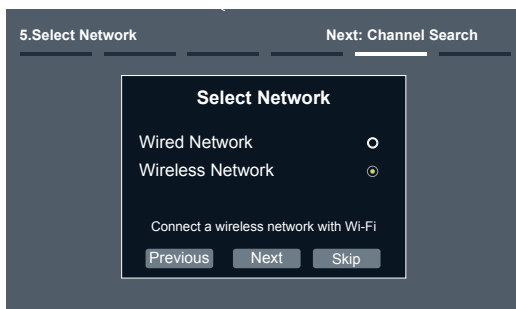 5.Select Network Next: Channel Search
Select Network
Wired Network
Wireless Network
Connect a wireless network with Wi-Fi
Previous Next Skip